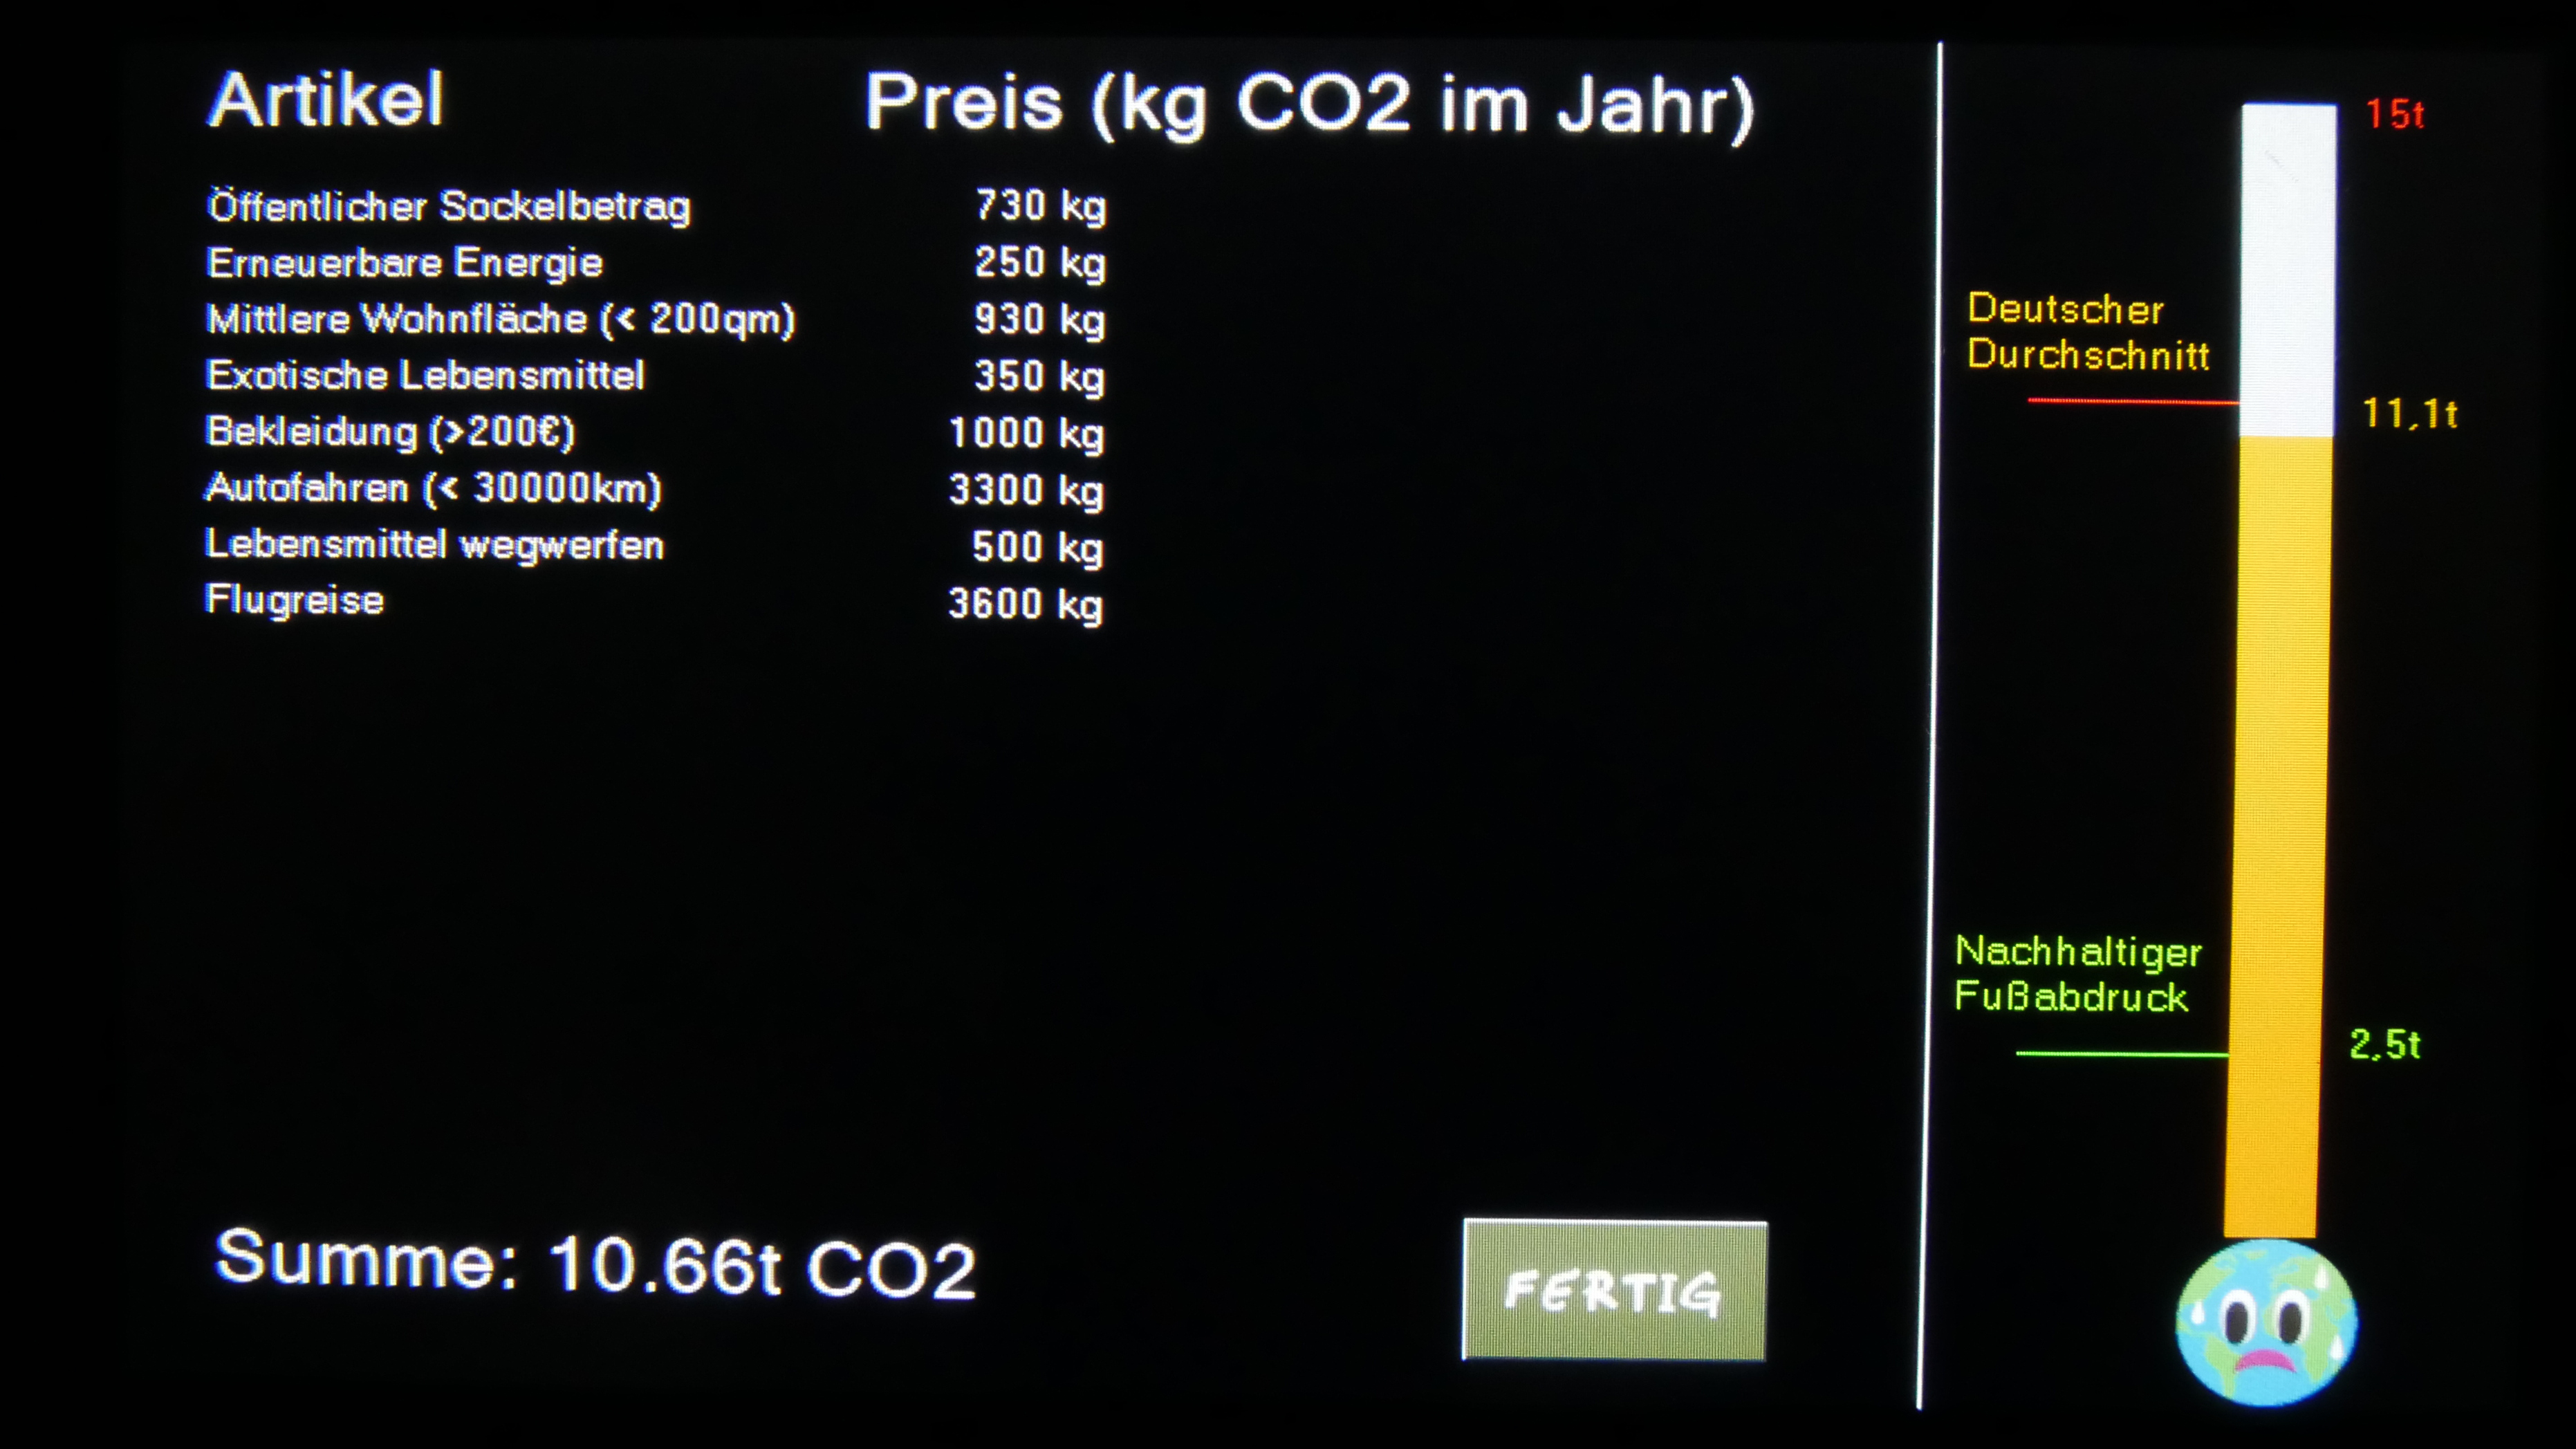 Artikel Preis (kg CO2 im Jahr)
Öffentlicher Sockelbetrag 730 kg
Erneuerbare Energie 250 kg
Mittlere Wohnfläche (< 200qm) 930 kg
Exotische Lebensmittel 350 kg
Bekleidung (>200€) 1000 kg
Autofahren (< 30000km) 3300 kg
Lebensmittel wegwerfen 500 kg
Flugreise 3600 kg
Summe: 10.66t CO2
FERTIG
15t
Deutscher
Durchschnitt
11,1t
Nachhaltiger
Fußabdruck
2,5t